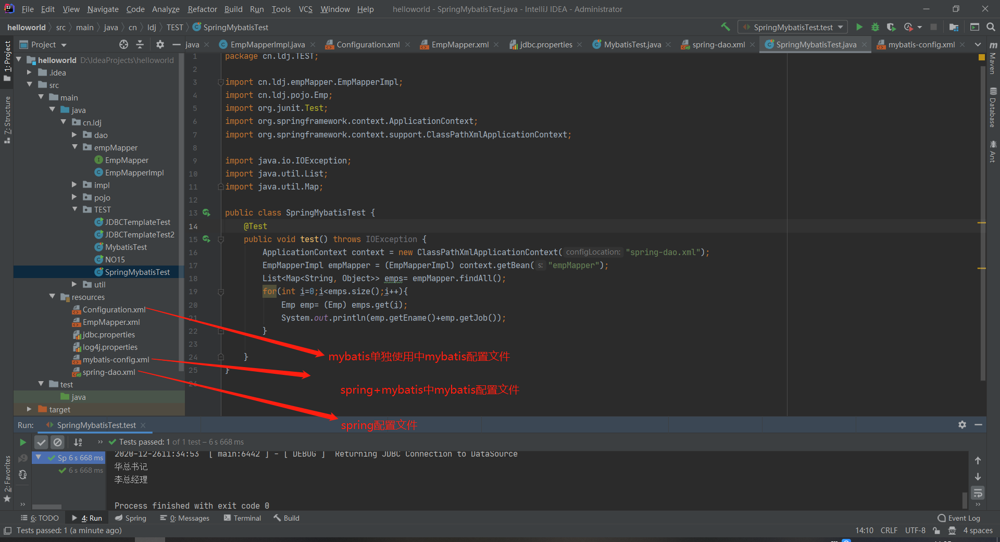 File Edit View Navigate Code Analyze Refactor Build Run Tools VCS Window Help helloworld - SpringMybatisTest.java - IntelliJ IDEA - Administrator
helloworld src main java cn ldj TEST SpringMybatisTest SpringMybatisTest.test
Project java EmpMapperImpl.java Configuration.xml EmpMapper.xml jdbc.properties MybatisTest.java spring-dao.xml SpringMybatisTest.java mybatis-config.xml
1: Project
7: Structure
2: Favorites
Maven
Database
Ant
helloworld D:\IdeaProjects\helloworld
.idea
src
main
java
cn.ldj
dao
empMapper
EmpMapper
EmpMapperImpl
impl
pojo
TEST
JDBCTemplateTest
JDBCTemplateTest2
MybatisTest
NO15
SpringMybatisTest
util
resources
Configuration.xml
EmpMapper.xml
jdbc.properties
log4j.properties
mybatis-config.xml
spring-dao.xml
test
java
target
1 package cn.ldj.TEST;
2
3 import cn.ldj.empMapper.EmpMapperImpl;
4 import cn.ldj.pojo.Emp;
5 import org.junit.Test;
6 import org.springframework.context.ApplicationContext;
7 import org.springframework.context.support.ClassPathXmlApplicationContext;
8
9 import java.io.IOException;
10 import java.util.List;
11 import java.util.Map;
12
13 public class SpringMybatisTest {
14 @Test
15 public void test() throws IOException {
16 ApplicationContext context = new ClassPathXmlApplicationContext( configLocation: "spring-dao.xml");
17 EmpMapperImpl empMapper = (EmpMapperImpl) context.getBean( s: "empMapper");
18 List<Map<String, Object>> emps= empMapper.findAll();
19 for(int i=0;i<emps.size();i++){
20 Emp emp= (Emp) emps.get(i);
21 System.out.println(emp.getEname()+emp.getJob());
22 }
23
24 }
25 }
26
mybatis单独使用中mybatis配置文件
spring+mybatis中mybatis配置文件
spring配置文件
Run: SpringMybatisTest.test
Tests passed: 1 of 1 test – 6 s 668 ms
Sp 6 s 668 ms
6 s 668 ms
2020-12-2611:34:53 [ main:6442 ] - [ DEBUG ] Returning JDBC Connection to DataSource
华总书记
李总经理
Process finished with exit code 0
6: TODO 4: Run Spring 0: Messages Terminal Build Event Log
Tests passed: 1 (a minute ago) 14:10 CRLF UTF-8 4 spaces